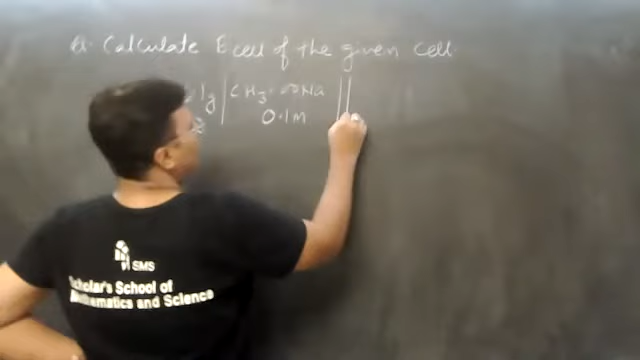 Q. Calculate Ecell of the given cell.
CH3COONa
0.1M
SMS
Scholar's School of
Mathematics and Science